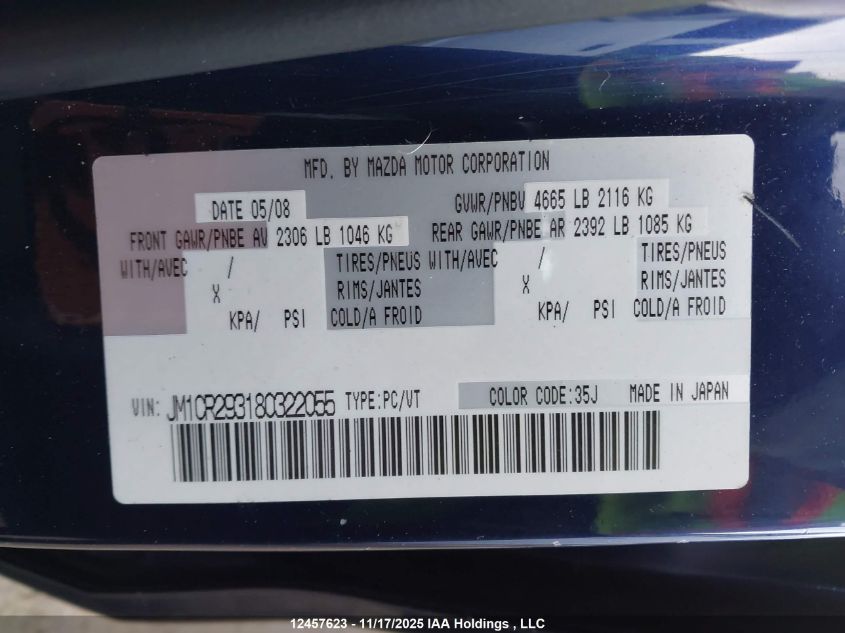 MFD. BY MAZDA MOTOR CORPORATION
DATE 05/08 GVWR/PNBV 4665 LB 2116 KG
FRONT GAWR/PNBE AV 2306 LB 1046 KG REAR GAWR/PNBE AR 2392 LB 1085 KG
WITH/AVEC / TIRES/PNEUS WITH/AVEC / TIRES/PNEUS
X RIMS/JANTES X RIMS/JANTES
KPA/ PSI COLD/A FROID KPA/ PSI COLD/A FROID
VIN: JM1CR293180322055 TYPE:PC/VT COLOR CODE:35J MADE IN JAPAN
12457623 - 11/17/2025 IAA Holdings , LLC